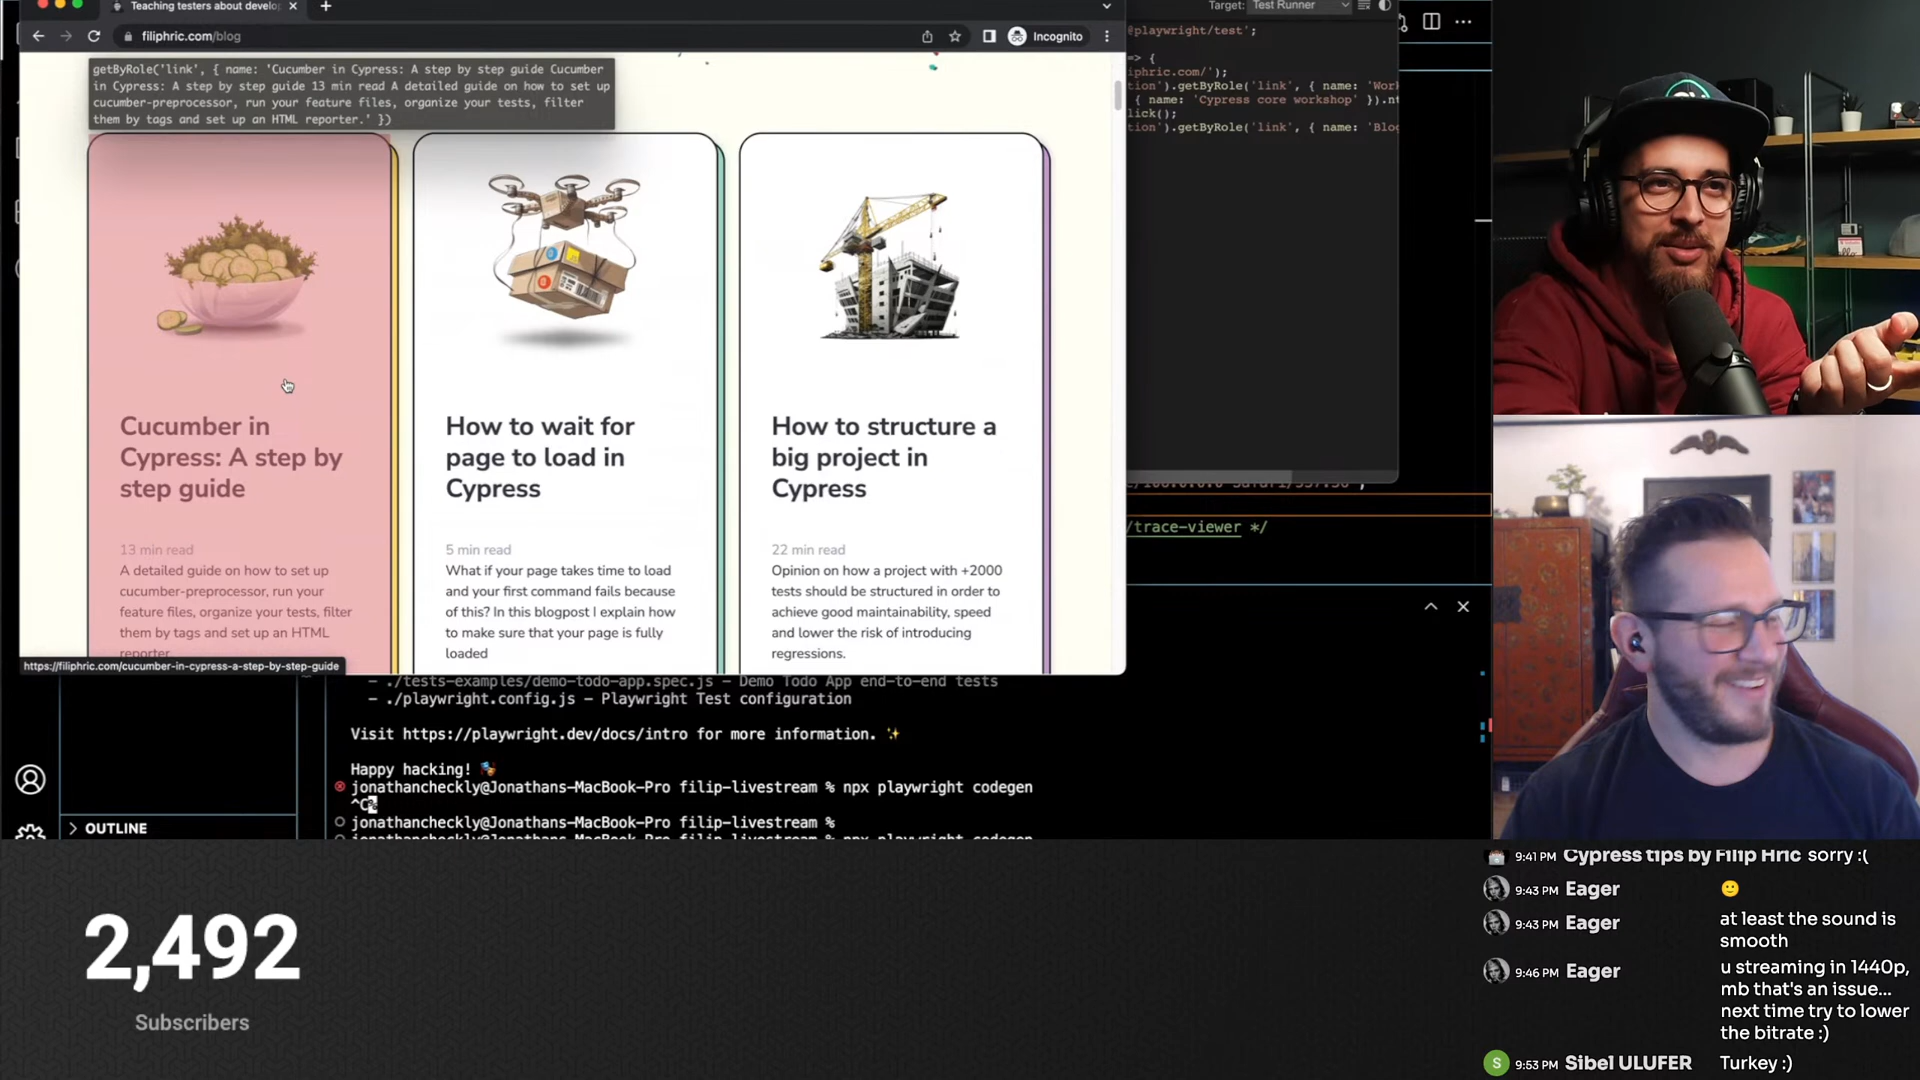 Teaching testers about develo
filiphric.com/blog
Incognito
getByRole('link', { name: 'Cucumber in Cypress: A step by step guide Cucumber
in Cypress: A step by step guide 13 min read A detailed guide on how to set up
cucumber-preprocessor, run your feature files, organize your tests, filter
them by tags and set up an HTML reporter.' })
Cucumber in
Cypress: A step by
step guide
13 min read
A detailed guide on how to set up
cucumber-preprocessor, run your
feature files, organize your tests, filter
them by tags and set up an HTML
reporter.
How to wait for
page to load in
Cypress
5 min read
What if your page takes time to load
and your first command fails because
of this? In this blogpost I explain how
to make sure that your page is fully
loaded
How to structure a
big project in
Cypress
22 min read
Opinion on how a project with +2000
tests should be structured in order to
achieve good maintainability, speed
and lower the risk of introducing
regressions.
https://filiphric.com/cucumber-in-cypress-a-step-by-step-guide
Target: Test Runner
@playwright/test';
=> {
iphric.com/');
tion').getByRole('link', { name: 'Work
{ name: 'Cypress core workshop' }).nt
lick();
tion').getByRole('link', { name: 'Blog
/trace-viewer */
- ./tests-examples/demo-todo-app.spec.js - Demo Todo App end-to-end tests
- ./playwright.config.js - Playwright Test configuration
Visit https://playwright.dev/docs/intro for more information. ✨
Happy hacking! 🎭
jonathancheckly@Jonathans-MacBook-Pro filip-livestream % npx playwright codegen
^C%
jonathancheckly@Jonathans-MacBook-Pro filip-livestream %
jonathancheckly@Jonathans-MacBook-Pro filip-livestream % npx playwright codegen
OUTLINE
2,492
Subscribers
9:41 PM Cypress tips by Filip Hric sorry :(
9:43 PM Eager 🙂
9:43 PM Eager at least the sound is
smooth
9:46 PM Eager u streaming in 1440p,
mb that's an issue...
next time try to lower
the bitrate :)
S 9:53 PM Sibel ULUFER Turkey :)